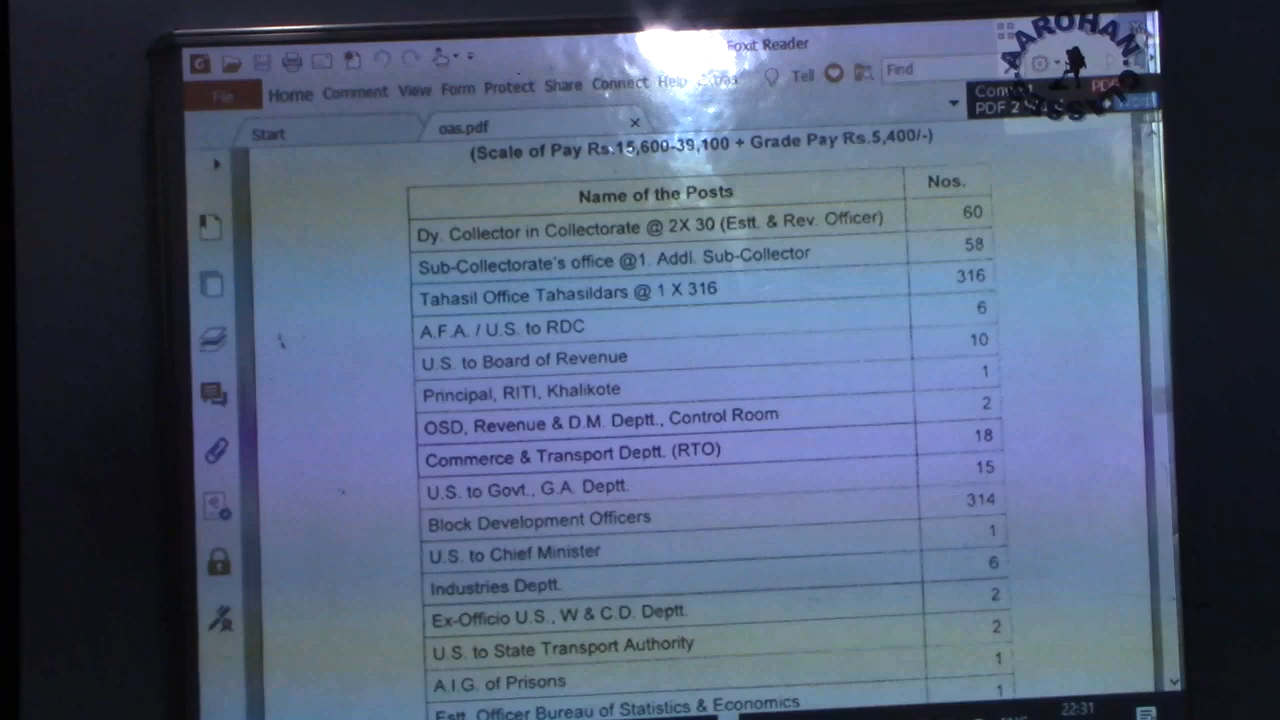 Foxit Reader
AAROHAN
CLASSES
File Home Comment View Form Protect Share Connect Help Extras Tell Find
PDF 2
Start oas.pdf
(Scale of Pay Rs.15,600-39,100 + Grade Pay Rs.5,400/-)
Name of the Posts Nos.
Dy. Collector in Collectorate @ 2X 30 (Estt. & Rev. Officer) 60
Sub-Collectorate's office @1. Addl. Sub-Collector 58
Tahasil Office Tahasildars @ 1 X 316 316
A.F.A. / U.S. to RDC 6
U.S. to Board of Revenue 10
Principal, RITI, Khalikote 1
OSD, Revenue & D.M. Deptt., Control Room 2
Commerce & Transport Deptt. (RTO) 18
U.S. to Govt., G.A. Deptt. 15
Block Development Officers 314
U.S. to Chief Minister 1
Industries Deptt. 6
Ex-Officio U.S., W & C.D. Deptt. 2
U.S. to State Transport Authority 2
A.I.G. of Prisons 1
Estt. Officer Bureau of Statistics & Economics 1
22:31